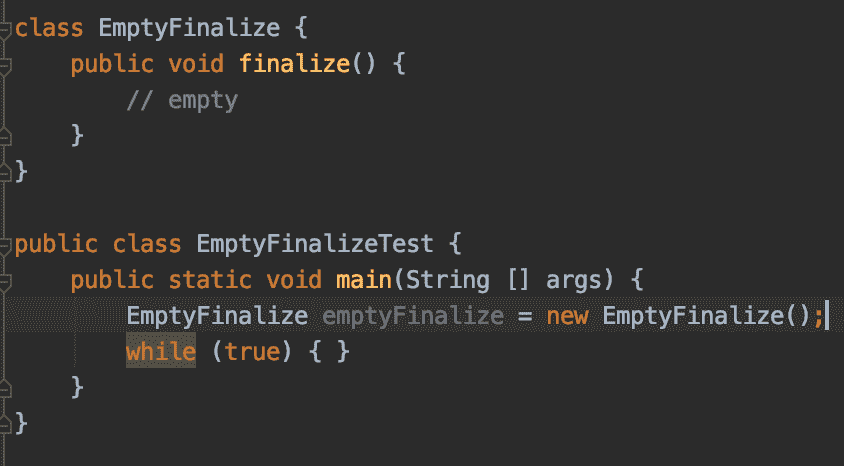 class EmptyFinalize {
    public void finalize() {
        // empty
    }
}

public class EmptyFinalizeTest {
    public static void main(String [] args) {
        EmptyFinalize emptyFinalize = new EmptyFinalize();
        while (true) { }
    }
}